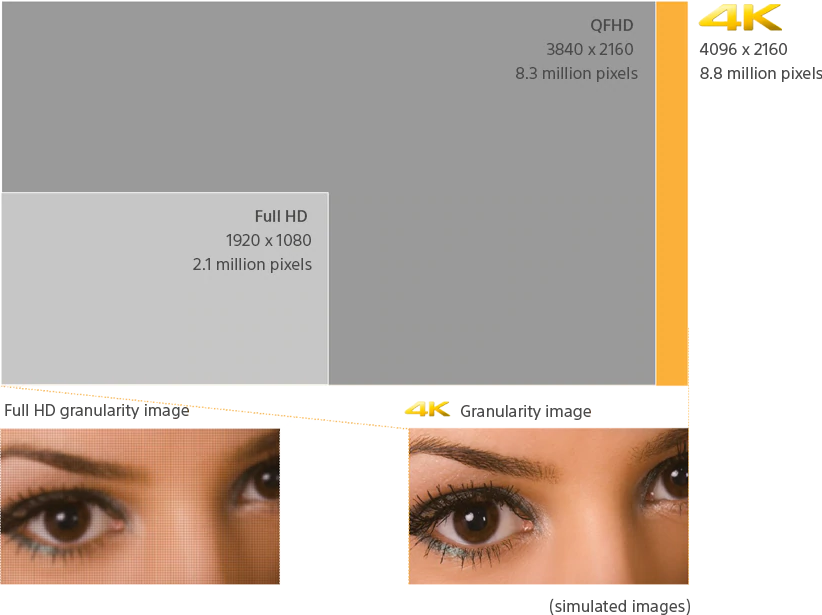 QFHD
3840 x 2160
8.3 million pixels
4K
4096 x 2160
8.8 million pixels
Full HD
1920 x 1080
2.1 million pixels
Full HD granularity image
4K Granularity image
(simulated images)